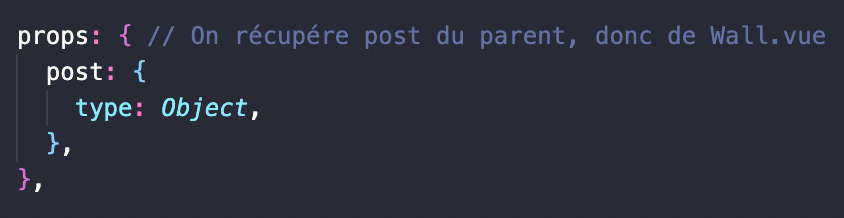 props: { // On récupére post du parent, donc de Wall.vue
post: {
type: Object,
},
},